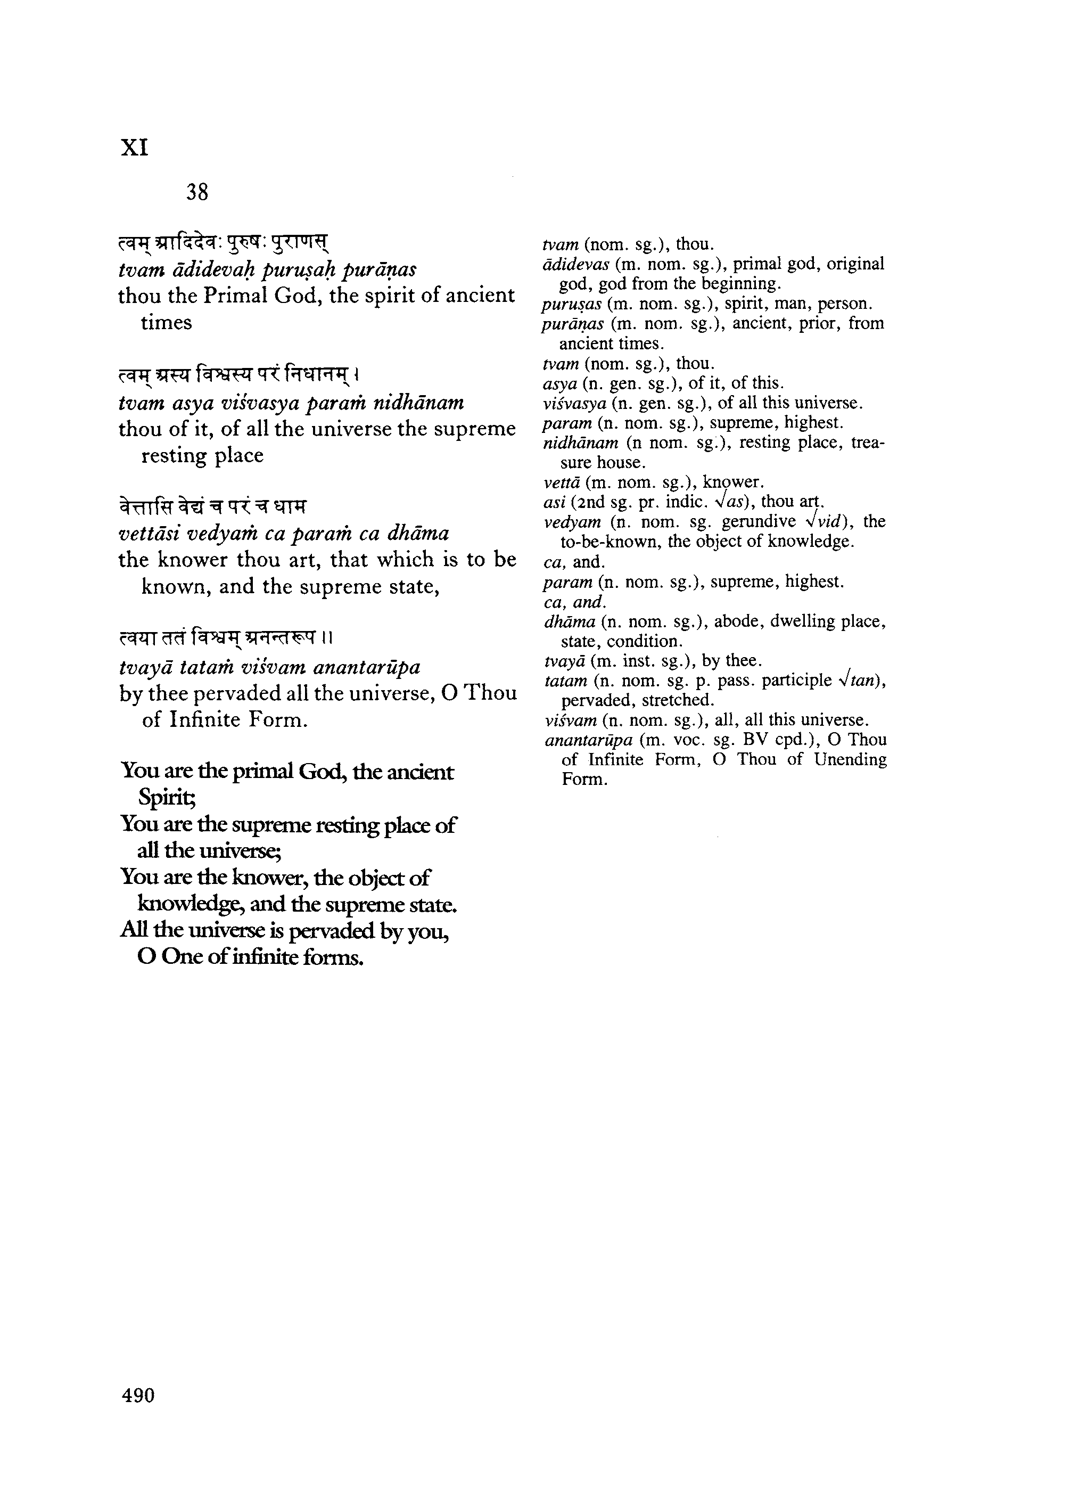 XI
38
त्वम् आदिदेवः पुरुषः पुराणस्
tvam ādidevaḥ puruṣaḥ purāṇas
thou the Primal God, the spirit of ancient
times
त्वम् अस्य विश्वस्य परं निधानम् ।
tvam asya viśvasya paraṁ nidhānam
thou of it, of all the universe the supreme
resting place
वेत्तासि वेद्यं च परं च धाम
vettāsi vedyaṁ ca paraṁ ca dhāma
the knower thou art, that which is to be
known, and the supreme state,
त्वया ततं विश्वम् अनन्तरूप ।।
tvayā tataṁ viśvam anantarūpa
by thee pervaded all the universe, O Thou
of Infinite Form.
You are the primal God, the ancient
Spirit;
You are the supreme resting place of
all the universe;
You are the knower, the object of
knowledge, and the supreme state.
All the universe is pervaded by you,
O One of infinite forms.
tvam (nom. sg.), thou.
ādidevas (m. nom. sg.), primal god, original
god, god from the beginning.
puruṣas (m. nom. sg.), spirit, man, person.
purāṇas (m. nom. sg.), ancient, prior, from
ancient times.
tvam (nom. sg.), thou.
asya (n. gen. sg.), of it, of this.
viśvasya (n. gen. sg.), of all this universe.
param (n. nom. sg.), supreme, highest.
nidhānam (n nom. sg.), resting place, trea-
sure house.
vettā (m. nom. sg.), knower.
asi (2nd sg. pr. indic. √as), thou art.
vedyam (n. nom. sg. gerundive √vid), the
to-be-known, the object of knowledge.
ca, and.
param (n. nom. sg.), supreme, highest.
ca, and.
dhāma (n. nom. sg.), abode, dwelling place,
state, condition.
tvayā (m. inst. sg.), by thee.
tatam (n. nom. sg. p. pass. participle √tan),
pervaded, stretched.
viśvam (n. nom. sg.), all, all this universe.
anantarūpa (m. voc. sg. BV cpd.), O Thou
of Infinite Form, O Thou of Unending
Form.
490